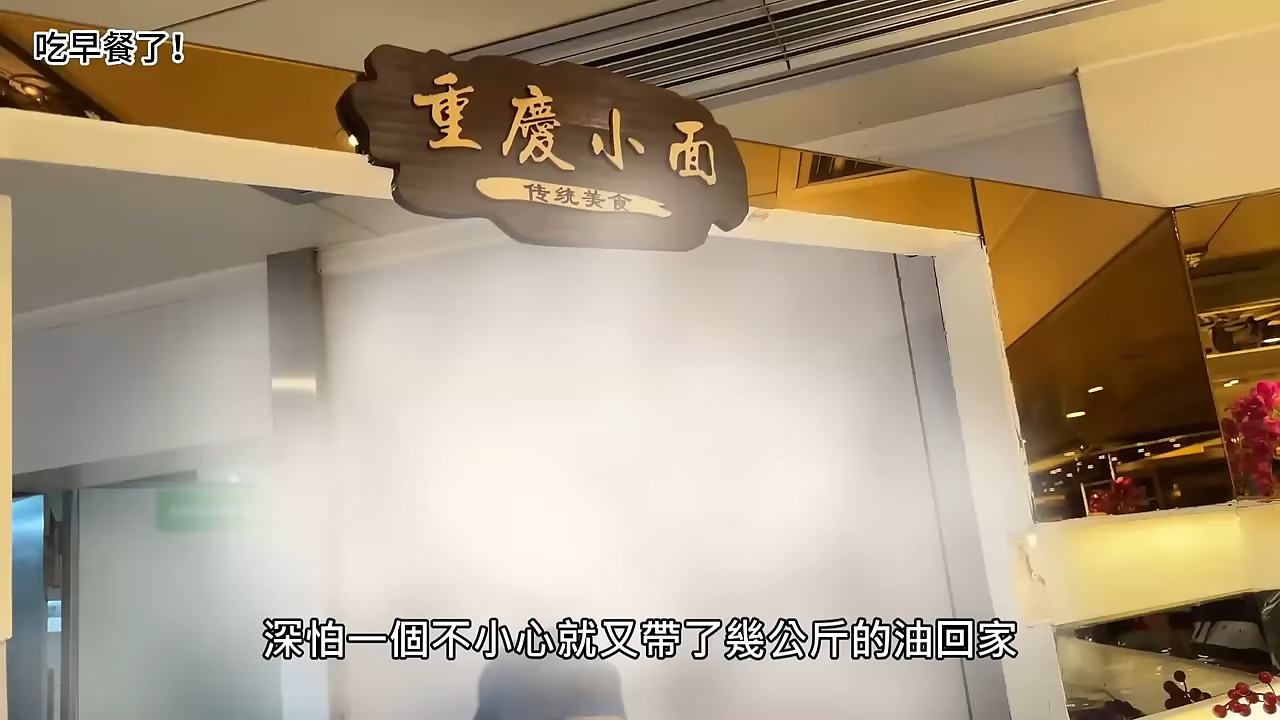 吃早餐了！
重慶小面
传统美食
深怕一個不小心就又帶了幾公斤的油回家